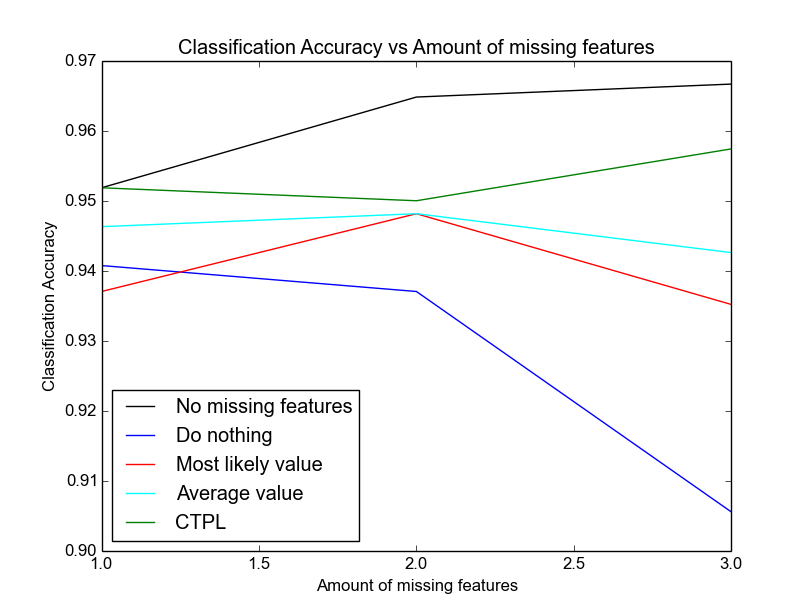 Classification Accuracy vs Amount of missing features
0.97
0.96
0.95
0.94
0.93
0.92
0.91
0.90
Classification Accuracy
No missing features
Do nothing
Most likely value
Average value
CTPL
1.0 1.5 2.0 2.5 3.0
Amount of missing features